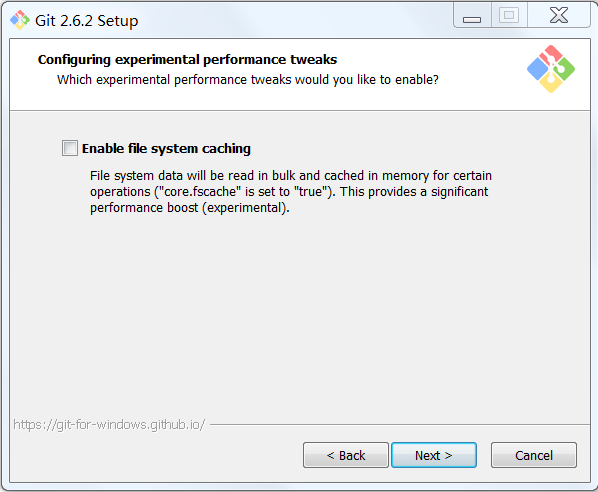 Git 2.6.2 Setup
Configuring experimental performance tweaks
Which experimental performance tweaks would you like to enable?
Enable file system caching
File system data will be read in bulk and cached in memory for certain
operations ("core.fscache" is set to "true"). This provides a significant
performance boost (experimental).
https://git-for-windows.github.io/
< Back
Next >
Cancel